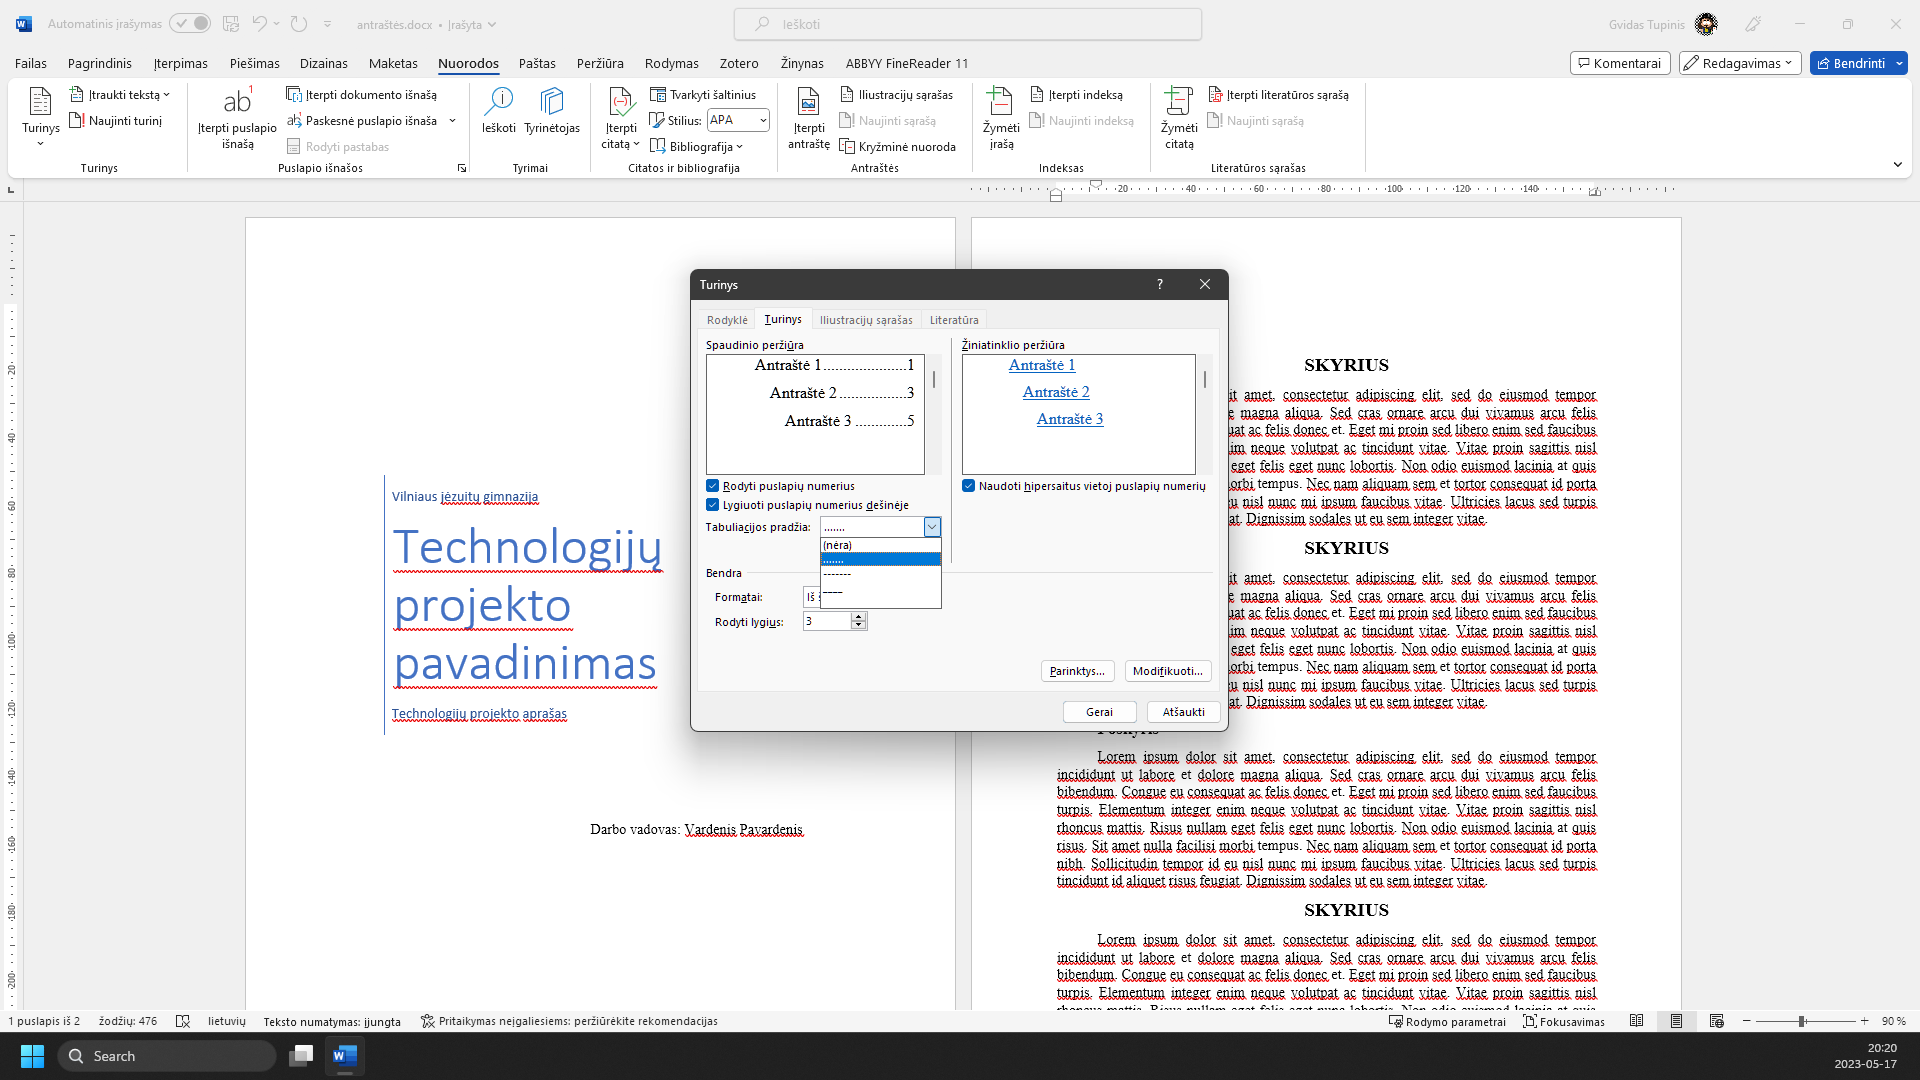 Automatinis įrašymas
antraštės.docx • Įrašyta
Ieškoti
Gvidas Tupinis
Failas Pagrindinis Įterpimas Piešimas Dizainas Maketas Nuorodos Paštas Peržiūra Rodymas Zotero Žinynas ABBYY FineReader 11
Komentarai Redagavimas Bendrinti
Turinys
Įtraukti tekstą
Naujinti turinį
Turinys
ab
Įterpti puslapio išnašą
Įterpti dokumento išnašą
Paskesnė puslapio išnaša
Rodyti pastabas
Puslapio išnašos
Ieškoti Tyrinėtojas
Tyrimai
Įterpti citatą
Tvarkyti šaltinius
Stilius: APA
Bibliografija
Citatos ir bibliografija
Įterpti antraštę
Iliustracijų sąrašas
Naujinti sąrašą
Kryžminė nuoroda
Antraštės
Žymėti įrašą
Įterpti indeksą
Naujinti indeksą
Indeksas
Žymėti citatą
Įterpti literatūros sąrašą
Naujinti sąrašą
Literatūros sąrašas
20 40 60 80 100 120 140
20
40
60
80
100
120
140
160
180
200
Vilniaus jėzuitų gimnazija
Technologijų
projekto
pavadinimas
Technologijų projekto aprašas
Darbo vadovas: Vardenis Pavardenis
Turinys
?
Rodyklė Turinys Iliustracijų sąrašas Literatūra
Spaudinio peržiūra
Antraštė 1.....................1
Antraštė 2.................3
Antraštė 3 .............5
Žiniatinklio peržiūra
Antraštė 1
Antraštė 2
Antraštė 3
Rodyti puslapių numerius
Lygiuoti puslapių numerius dešinėje
Naudoti hipersaitus vietoj puslapių numerių
Tabuliacijos pradžia: .......
(nėra)
.......
-------
____
Bendra
Formatai: Iš
Rodyti lygius: 3
Parinktys... Modifikuoti...
Gerai Atšaukti
SKYRIUS
it amet, consectetur adipiscing elit, sed do eiusmod tempor
e magna aliqua. Sed cras ornare arcu dui vivamus arcu felis
uat ac felis donec et. Eget mi proin sed libero enim sed faucibus
im neque volutpat ac tincidunt vitae. Vitae proin sagittis nisl
eget felis eget nunc lobortis. Non odio euismod lacinia at quis
orbi tempus. Nec nam aliquam sem et tortor consequat id porta
eu nisl nunc mi ipsum faucibus vitae. Ultricies lacus sed turpis
at. Dignissim sodales ut eu sem integer vitae.
SKYRIUS
it amet, consectetur adipiscing elit, sed do eiusmod tempor
e magna aliqua. Sed cras ornare arcu dui vivamus arcu felis
uat ac felis donec et. Eget mi proin sed libero enim sed faucibus
im neque volutpat ac tincidunt vitae. Vitae proin sagittis nisl
eget felis eget nunc lobortis. Non odio euismod lacinia at quis
orbi tempus. Nec nam aliquam sem et tortor consequat id porta
eu nisl nunc mi ipsum faucibus vitae. Ultricies lacus sed turpis
at. Dignissim sodales ut eu sem integer vitae.
Lorem ipsum dolor sit amet, consectetur adipiscing elit, sed do eiusmod tempor
incididunt ut labore et dolore magna aliqua. Sed cras ornare arcu dui vivamus arcu felis
bibendum. Congue eu consequat ac felis donec et. Eget mi proin sed libero enim sed faucibus
turpis. Elementum integer enim neque volutpat ac tincidunt vitae. Vitae proin sagittis nisl
rhoncus mattis. Risus nullam eget felis eget nunc lobortis. Non odio euismod lacinia at quis
risus. Sit amet nulla facilisi morbi tempus. Nec nam aliquam sem et tortor consequat id porta
nibh. Sollicitudin tempor id eu nisl nunc mi ipsum faucibus vitae. Ultricies lacus sed turpis
tincidunt id aliquet risus feugiat. Dignissim sodales ut eu sem integer vitae.
SKYRIUS
Lorem ipsum dolor sit amet, consectetur adipiscing elit, sed do eiusmod tempor
incididunt ut labore et dolore magna aliqua. Sed cras ornare arcu dui vivamus arcu felis
bibendum. Congue eu consequat ac felis donec et. Eget mi proin sed libero enim sed faucibus
turpis. Elementum integer enim neque volutpat ac tincidunt vitae. Vitae proin sagittis nisl
1 puslapis iš 2 žodžių: 476 lietuvių Teksto numatymas: įjungta Pritaikymas neįgaliesiems: peržiūrėkite rekomendacijas
Rodymo parametrai Fokusavimas 90 %
Search
20:20
2023-05-17